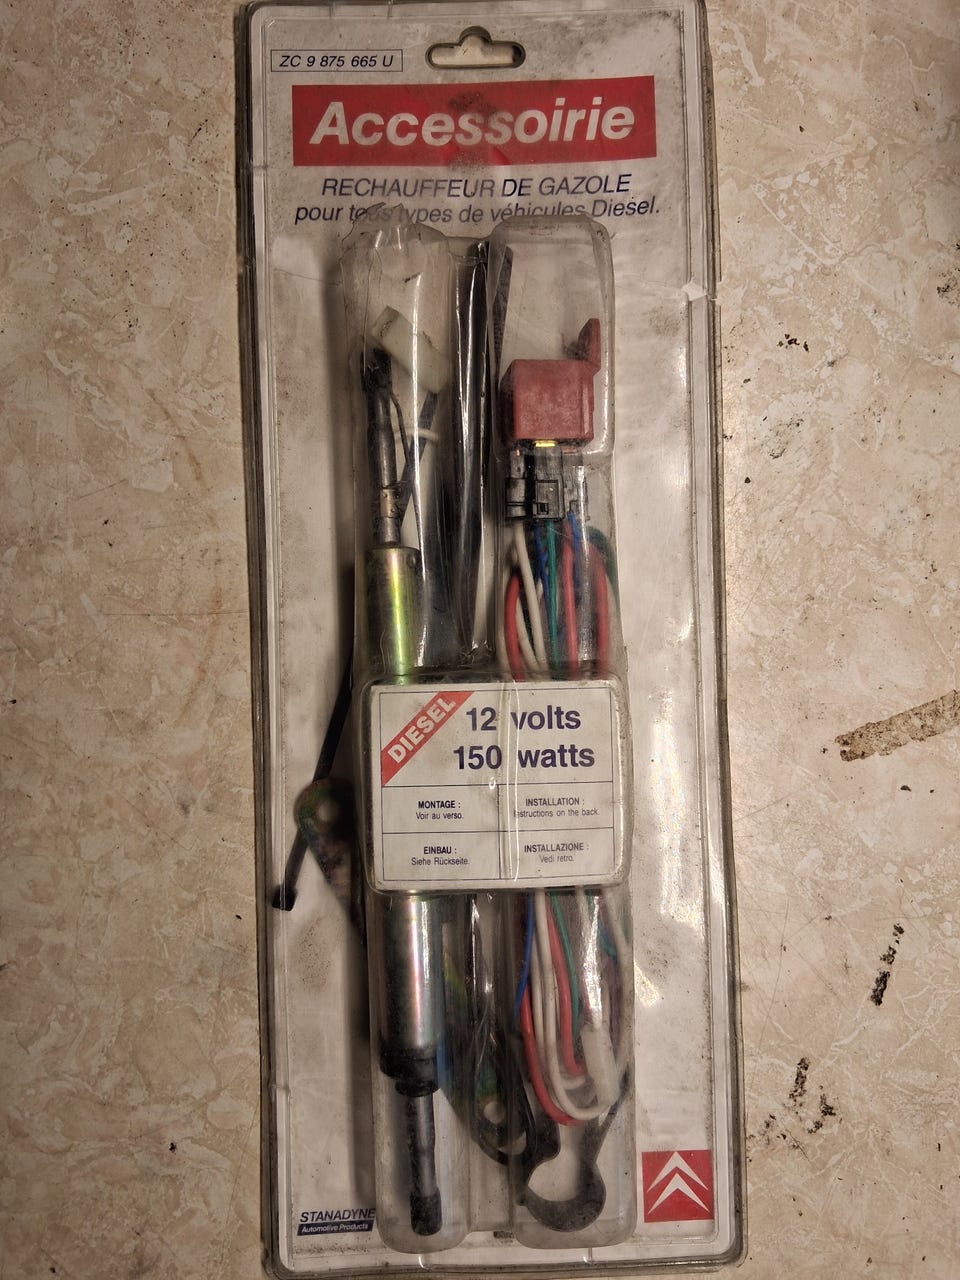 ZC 9 875 665 U
Accessoirie
RECHAUFFEUR DE GAZOLE
pour tous types de véhicules Diesel.
DIESEL
12 volts
150 watts
MONTAGE :
Voir au verso.
INSTALLATION :
Instructions on the back.
EINBAU :
Siehe Rückseite.
INSTALLAZIONE :
Vedi retro.
STANADYNE
Automotive Products